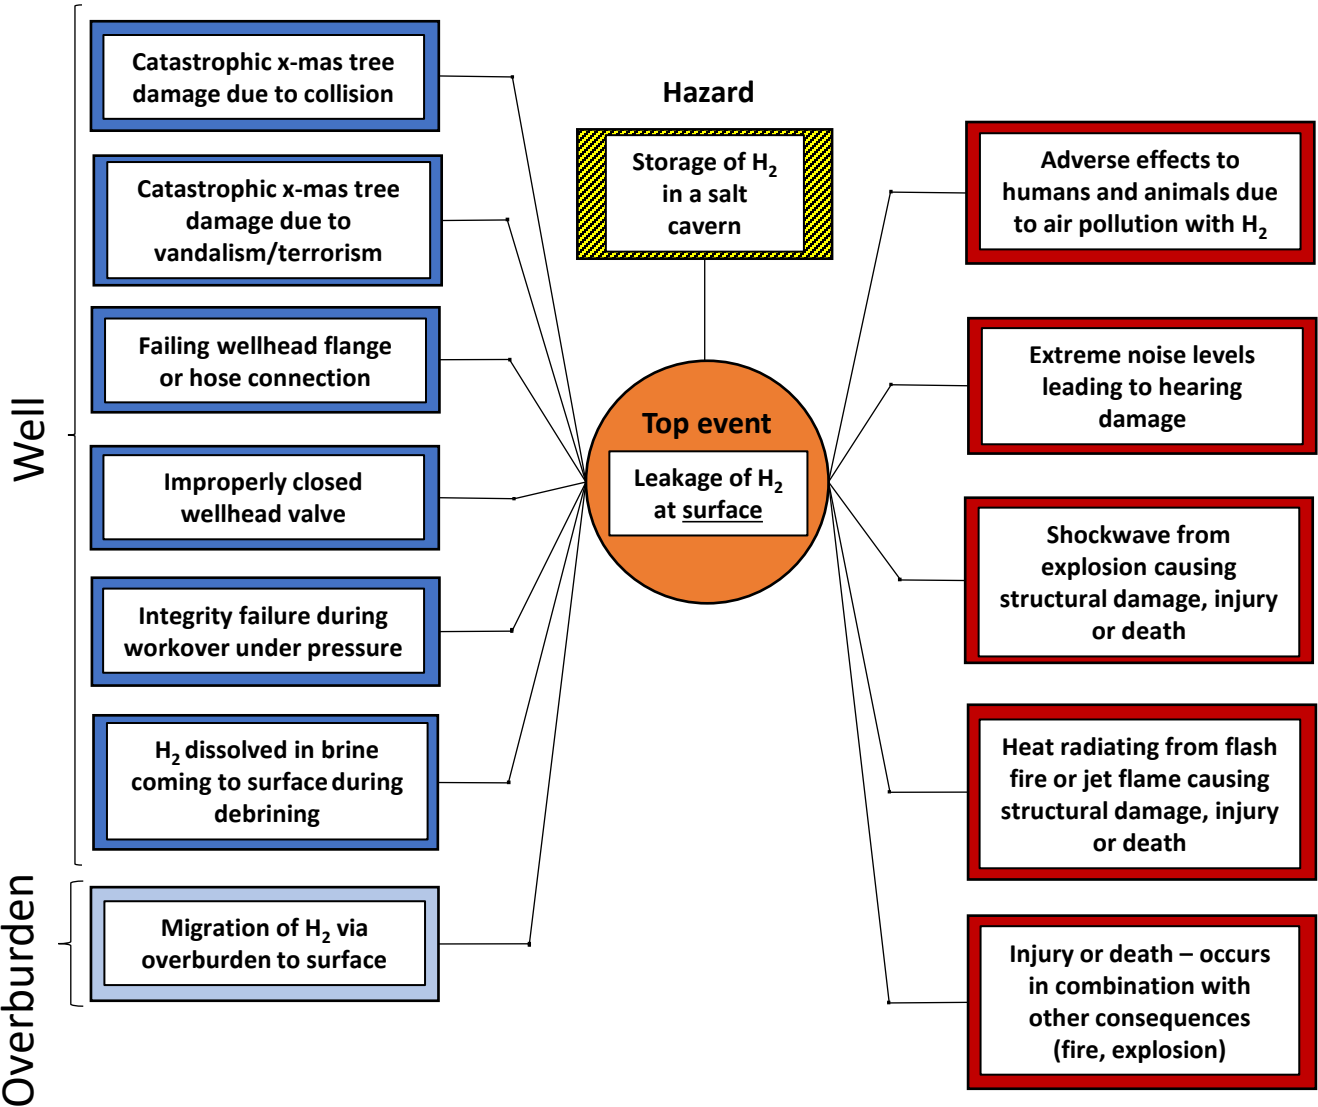 Well
Catastrophic x-mas tree
damage due to collision
Catastrophic x-mas tree
damage due to
vandalism/terrorism
Failing wellhead flange
or hose connection
Improperly closed
wellhead valve
Integrity failure during
workover under pressure
H₂ dissolved in brine
coming to surface during
debrining
Overburden
Migration of H₂ via
overburden to surface
Hazard
Storage of H₂
in a salt
cavern
Top event
Leakage of H₂
at surface
Adverse effects to
humans and animals due
to air pollution with H₂
Extreme noise levels
leading to hearing
damage
Shockwave from
explosion causing
structural damage, injury
or death
Heat radiating from flash
fire or jet flame causing
structural damage, injury
or death
Injury or death – occurs
in combination with
other consequences
(fire, explosion)